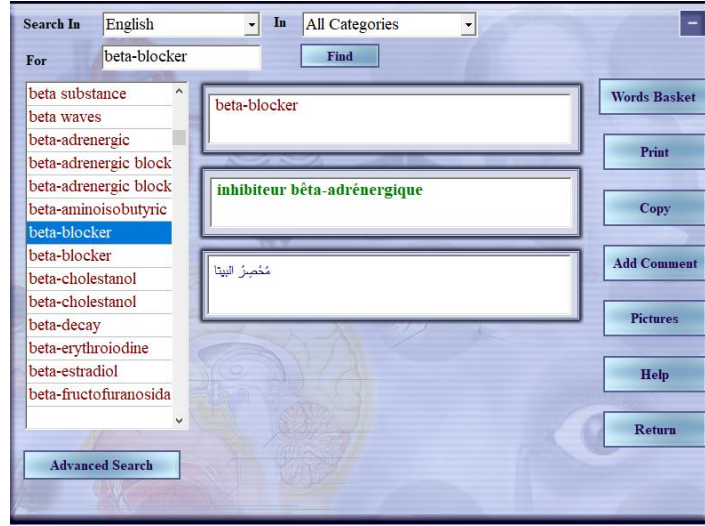 Search In English In All Categories
For beta-blocker Find
beta substance
beta waves
beta-adrenergic
beta-adrenergic block
beta-adrenergic block
beta-aminoisobutyric
beta-blocker
beta-blocker
beta-cholestanol
beta-cholestanol
beta-decay
beta-erythroiodine
beta-estradiol
beta-fructofuranosida
Advanced Search
beta-blocker
inhibiteur bêta-adrénergique
مُحْصِرُ البيتا
Words Basket
Print
Copy
Add Comment
Pictures
Help
Return